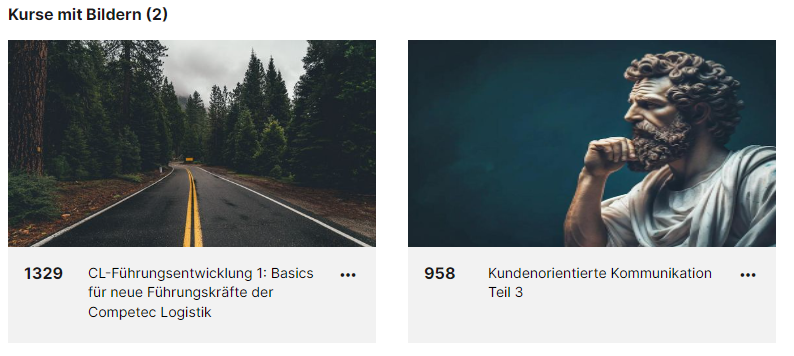 Kurse mit Bildern (2)
1329
CL-Führungsentwicklung 1: Basics
für neue Führungskräfte der
Competec Logistik
958
Kundenorientierte Kommunikation
Teil 3